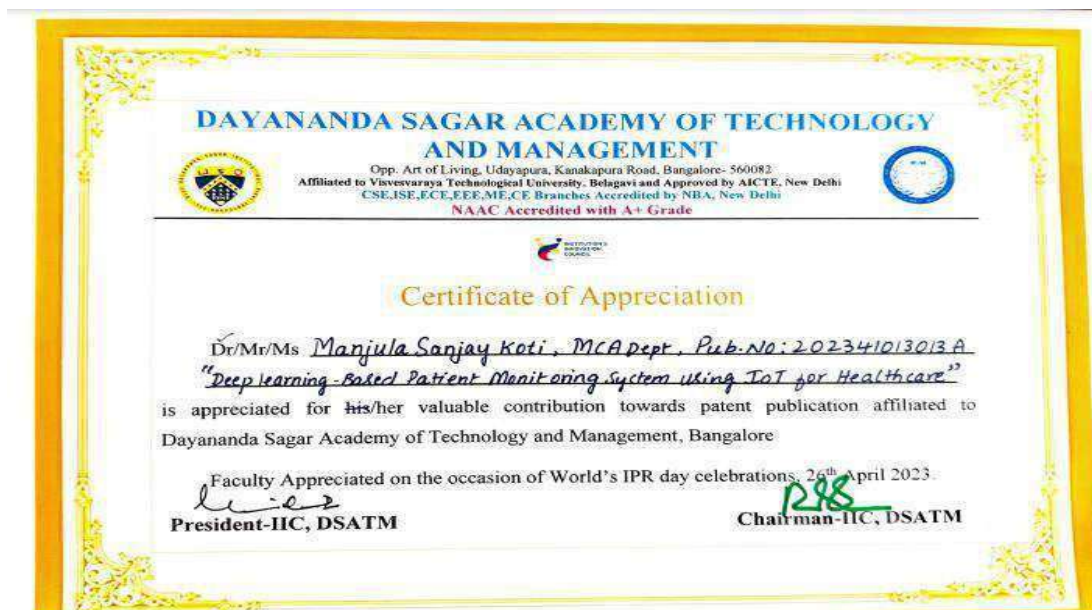 DAYANANDA SAGAR ACADEMY OF TECHNOLOGY
AND MANAGEMENT
Opp. Art of Living, Udayapura, Kanakapura Road, Bangalore- 560082
Affiliated to Visvesvaraya Technological University, Belagavi and Approved by AICTE, New Delhi
CSE,ISE,ECE,EEE,ME,CE Branches Accredited by NBA, New Delhi
NAAC Accredited with A+ Grade
INSTITUTION'S
INNOVATION
COUNCIL
Certificate of Appreciation
Dr/Mr/Ms Manjula Sanjay Koti, MCA Dept, Pub.No: 202341013013 A
"Deep learning-Based Patient Monitoring System using IoT for Healthcare"
is appreciated for his/her valuable contribution towards patent publication affiliated to
Dayananda Sagar Academy of Technology and Management, Bangalore
Faculty Appreciated on the occasion of World's IPR day celebrations, 26th April 2023.
President-IIC, DSATM
Chairman-IIC, DSATM